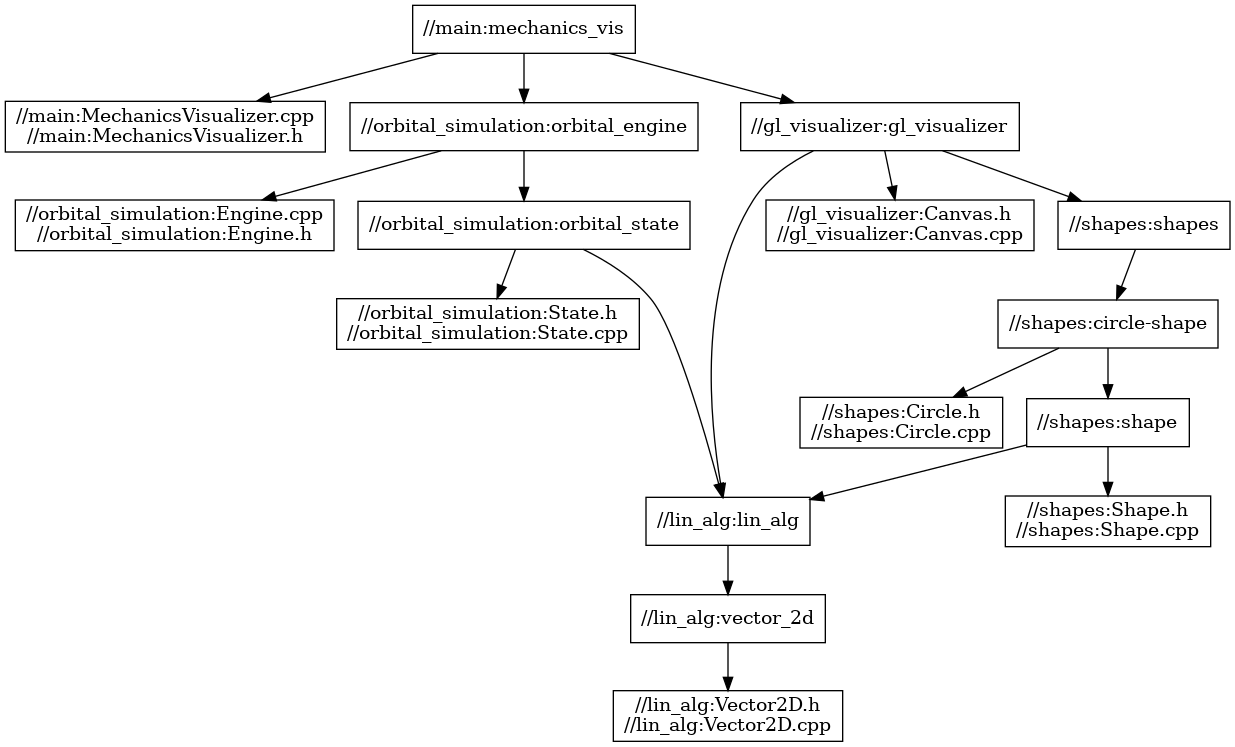 //main:mechanics_vis
//main:MechanicsVisualizer.cpp
//main:MechanicsVisualizer.h
//orbital_simulation:orbital_engine
//gl_visualizer:gl_visualizer
//orbital_simulation:Engine.cpp
//orbital_simulation:Engine.h
//orbital_simulation:orbital_state
//gl_visualizer:Canvas.h
//gl_visualizer:Canvas.cpp
//shapes:shapes
//orbital_simulation:State.h
//orbital_simulation:State.cpp
//shapes:circle-shape
//shapes:Circle.h
//shapes:Circle.cpp
//shapes:shape
//lin_alg:lin_alg
//shapes:Shape.h
//shapes:Shape.cpp
//lin_alg:vector_2d
//lin_alg:Vector2D.h
//lin_alg:Vector2D.cpp